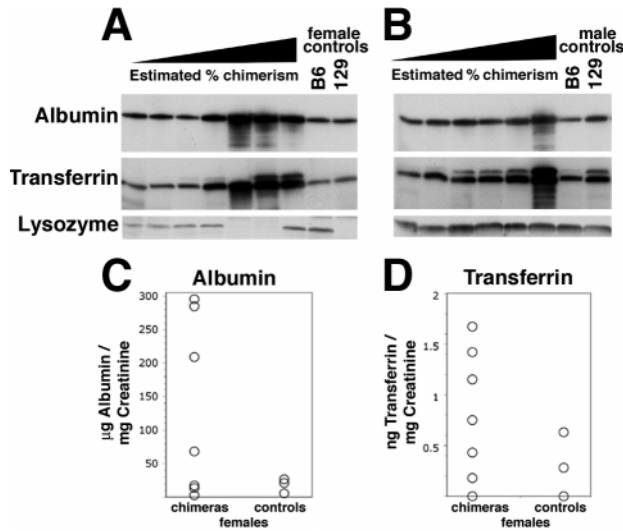 A
female
controls
Estimated % chimerism
B6
129
B
male
controls
Estimated % chimerism
B6
129
Albumin
Transferrin
Lysozyme
C
Albumin
300
250
200
150
100
50
µg Albumin /
mg Creatinine
chimeras
controls
females
D
Transferrin
2
1.5
1
0.5
ng Transferrin /
mg Creatinine
chimeras
controls
females